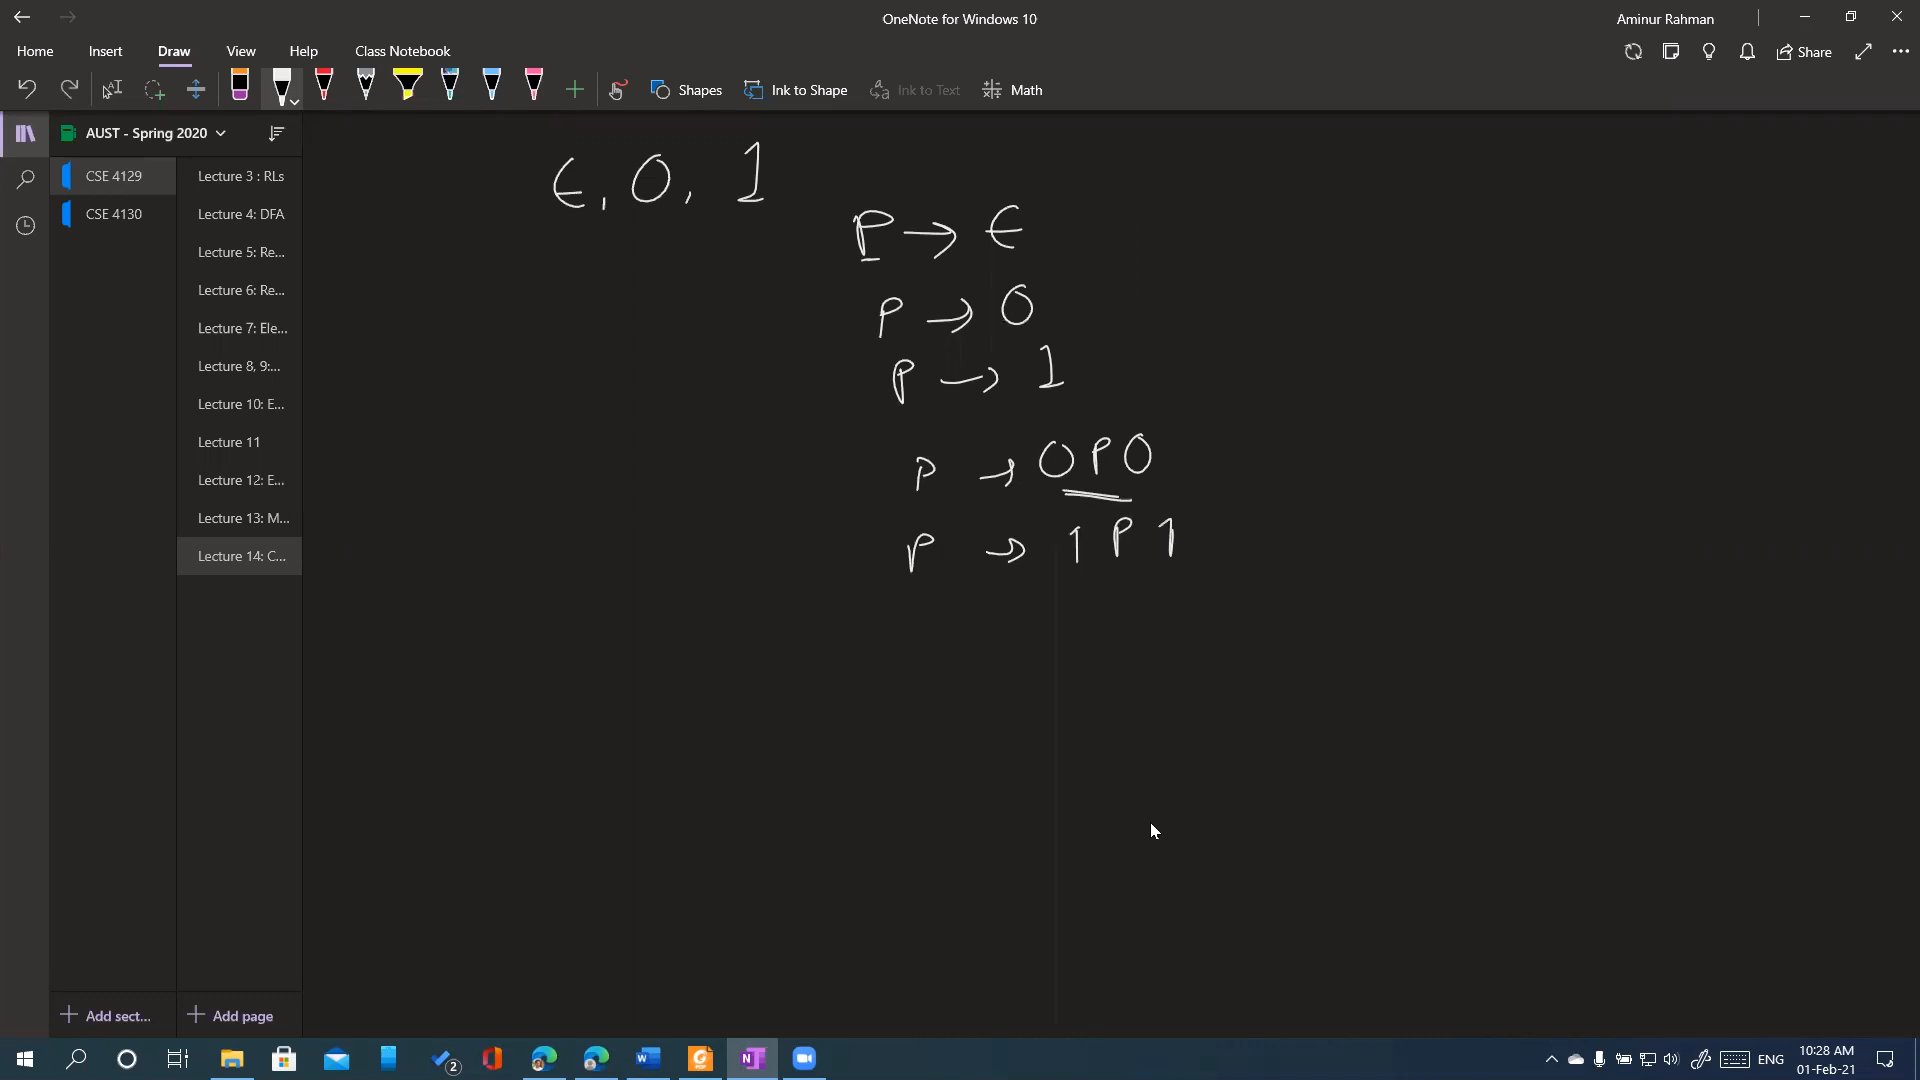 OneNote for Windows 10
Aminur Rahman
Home Insert Draw View Help Class Notebook
Share
Shapes Ink to Shape Ink to Text Math
AUST - Spring 2020
CSE 4129
CSE 4130
Lecture 3 : RLs
Lecture 4: DFA
Lecture 5: Re...
Lecture 6: Re...
Lecture 7: Ele...
Lecture 8, 9:...
Lecture 10: E...
Lecture 11
Lecture 12: E...
Lecture 13: M...
Lecture 14: C...
ϵ, 0, 1
P → ϵ
P → 0
P → 1
P → 0P0
P → 1P1
Add sect...
Add page
2
ENG
10:28 AM
01-Feb-21